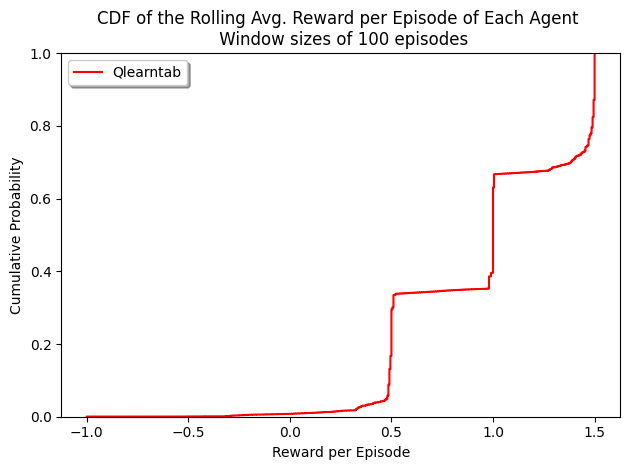 CDF of the Rolling Avg. Reward per Episode of Each Agent
Window sizes of 100 episodes
Qlearntab
Cumulative Probability
1.0
0.8
0.6
0.4
0.2
0.0
−1.0 −0.5 0.0 0.5 1.0 1.5
Reward per Episode